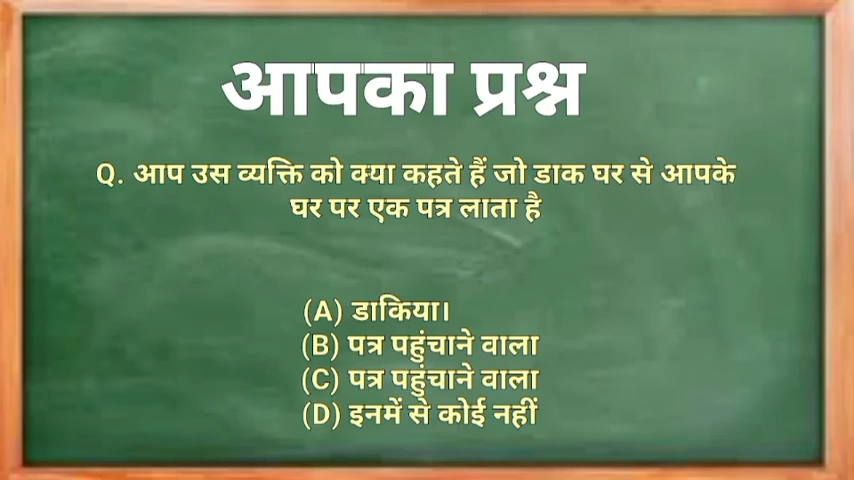 आपका प्रश्न
Q. आप उस व्यक्ति को क्या कहते हैं जो डाक घर से आपके
घर पर एक पत्र लाता है
(A) डाकिया।
(B) पत्र पहुंचाने वाला
(C) पत्र पहुंचाने वाला
(D) इनमें से कोई नहीं